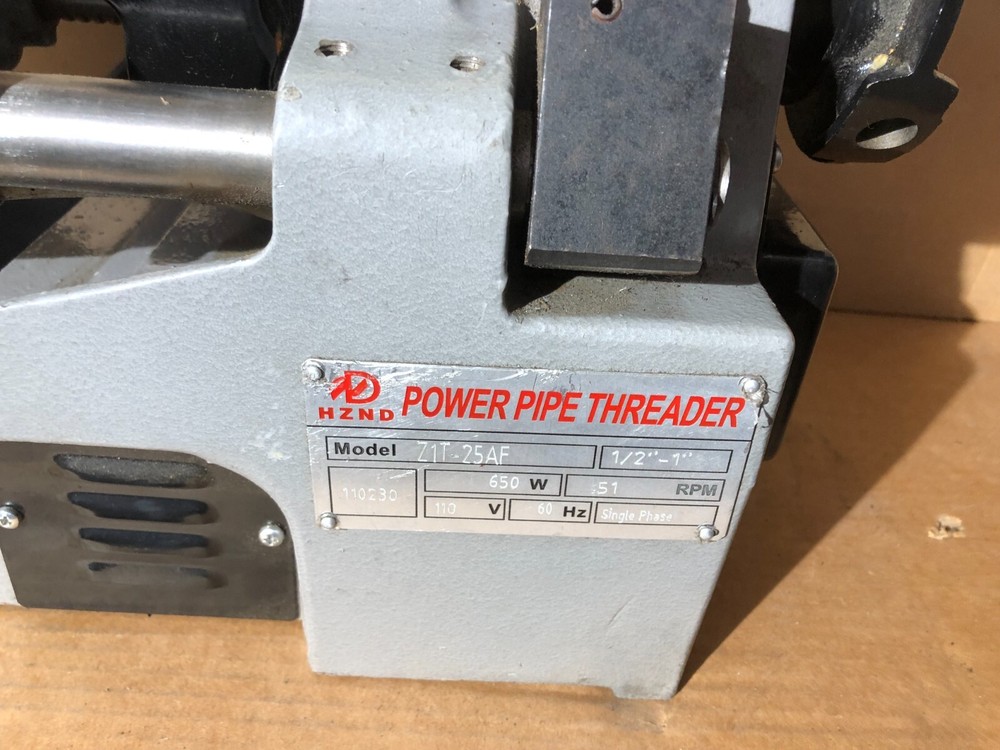 HZND POWER PIPE THREADER
Model Z1T-25AF 1/2"-1"
650 W 51 RPM
110230
110 V 60 Hz Single Phase